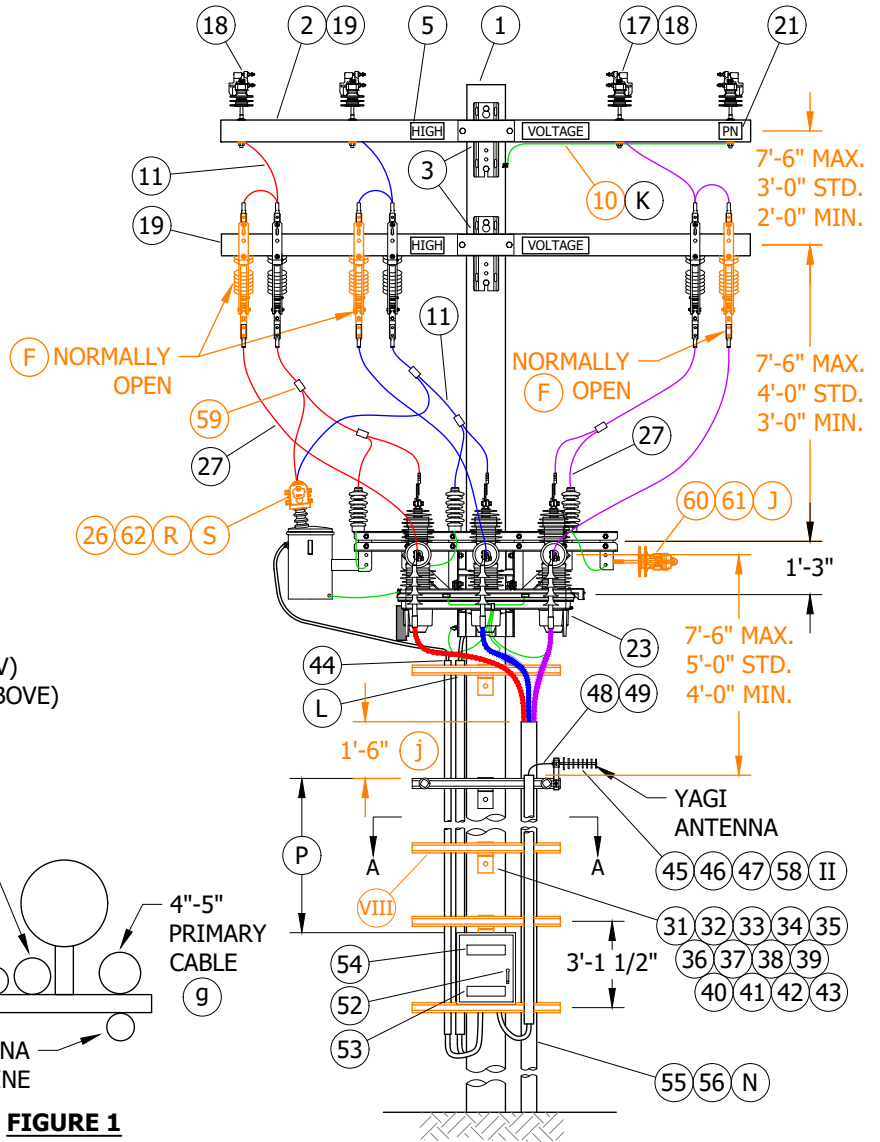 18 2 19 5 1 17 18 21
HIGH VOLTAGE PN
7'-6" MAX.
3'-0" STD.
2'-0" MIN.
11
3
10 K
19
HIGH VOLTAGE
F NORMALLY
OPEN
11
NORMALLY
F OPEN
7'-6" MAX.
4'-0" STD.
3'-0" MIN.
59
27
27
26 62 R S
60 61 J
1'-3"
7'-6" MAX.
5'-0" STD.
4'-0" MIN.
23
V)
BOVE)
44
L
48 49
1'-6" j
YAGI
ANTENNA
P
A A
45 46 47 58 II
VIII
31 32 33 34 35
36 37 38 39
40 41 42 43
3'-1 1/2"
54
52
53
55 56 N
4"-5"
PRIMARY
CABLE
g
NA
INE
FIGURE 1